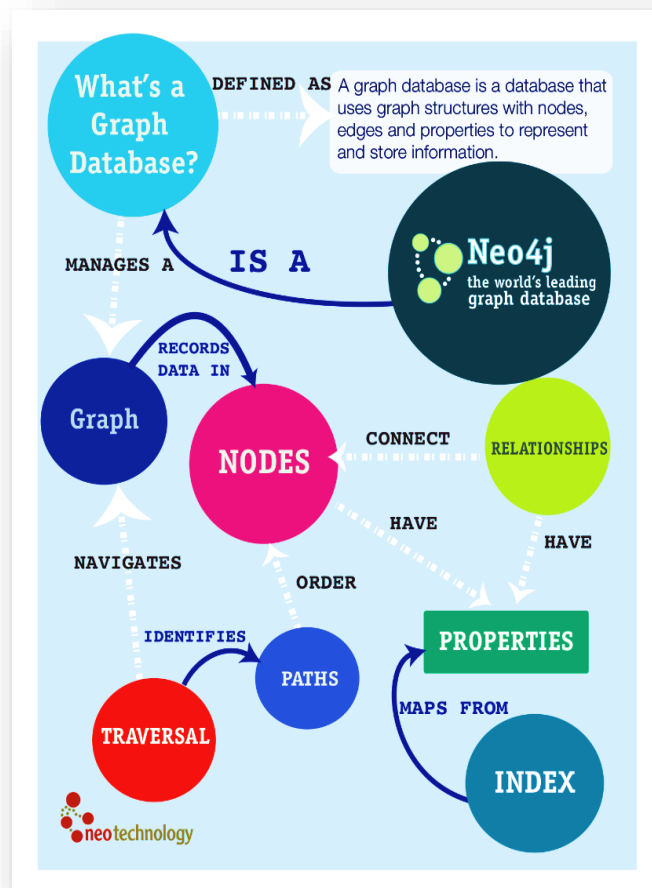 What's a
Graph
Database?
DEFINED AS
A graph database is a database that
uses graph structures with nodes,
edges and properties to represent
and store information.
MANAGES A
IS A
Neo4j
the world's leading
graph database
RECORDS
DATA IN
Graph
NODES
CONNECT
RELATIONSHIPS
HAVE
HAVE
NAVIGATES
ORDER
IDENTIFIES
PROPERTIES
PATHS
MAPS FROM
TRAVERSAL
INDEX
neotechnology